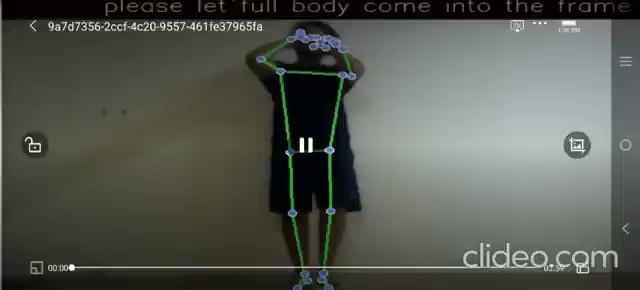 please let full body come into the frame
9a7d7356-2ccf-4c20-9557-461fe37965fa
00:00
clideo.com